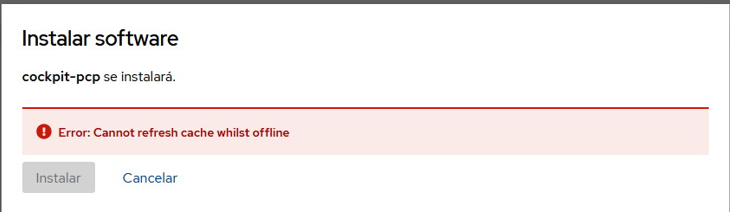 Instalar software
cockpit-pcp se instalará.
Error: Cannot refresh cache whilst offline
Instalar Cancelar